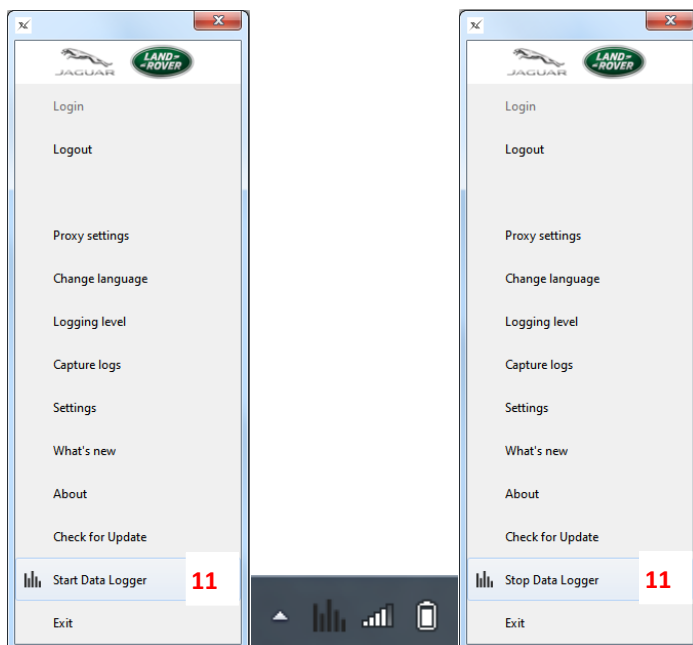 JAGUAR
LAND-
-ROVER
Login
Logout
Proxy settings
Change language
Logging level
Capture logs
Settings
What's new
About
Check for Update
Start Data Logger 11
Exit
JAGUAR
LAND-
-ROVER
Login
Logout
Proxy settings
Change language
Logging level
Capture logs
Settings
What's new
About
Check for Update
Stop Data Logger 11
Exit